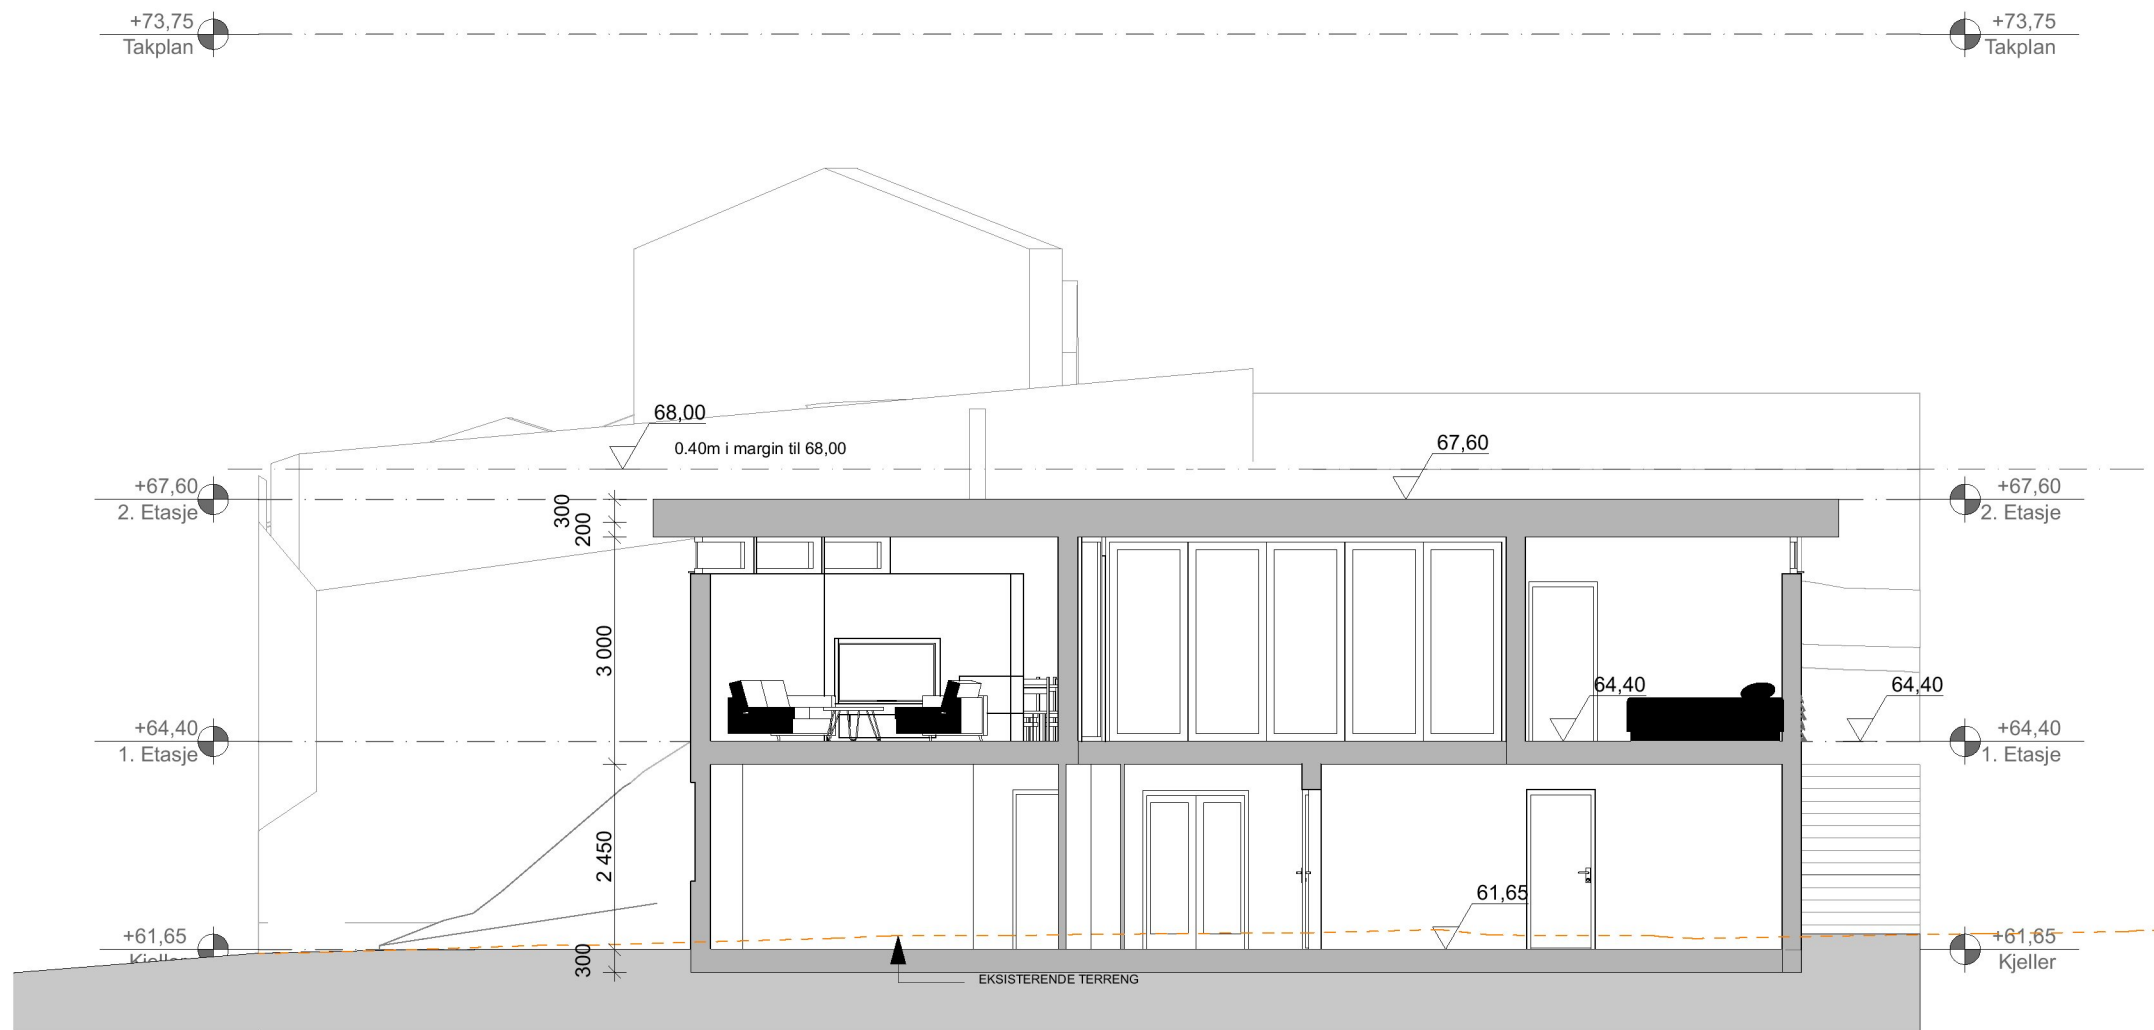 +73,75
Takplan
+73,75
Takplan
68,00
0.40m i margin til 68,00
67,60
+67,60
2. Etasje
+67,60
2. Etasje
300
200
3 000
64,40
64,40
+64,40
1. Etasje
+64,40
1. Etasje
2 450
61,65
+61,65
Kjeller
+61,65
Kjeller
300
EKSISTERENDE TERRENG